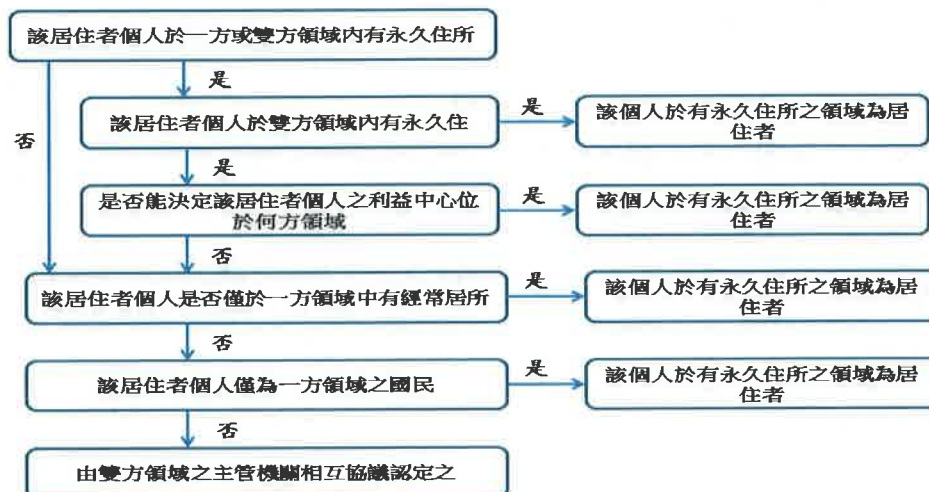 該居住者個人於一方或雙方領域內有永久住所
是
否
該居住者個人於雙方領域內有永久住
是
該個人於有永久住所之領域為居
住者
是
是否能決定該居住者個人之利益中心位
於何方領域
是
該個人於有永久住所之領域為居
住者
否
該居住者個人是否僅於一方領域中有經常居所
是
該個人於有永久住所之領域為居
住者
否
該居住者個人僅為一方領域之國民
是
該個人於有永久住所之領域為居
住者
否
由雙方領域之主管機關相互協議認定之